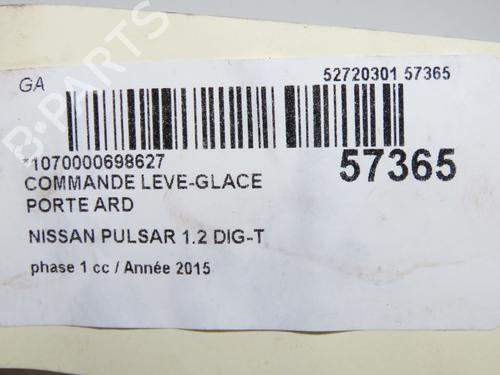 GA
52720301 57365
*1070000698627
57365
COMMANDE LEVE-GLACE
PORTE ARD
NISSAN PULSAR 1.2 DIG-T
phase 1 cc / Année 2015
B-PARTS